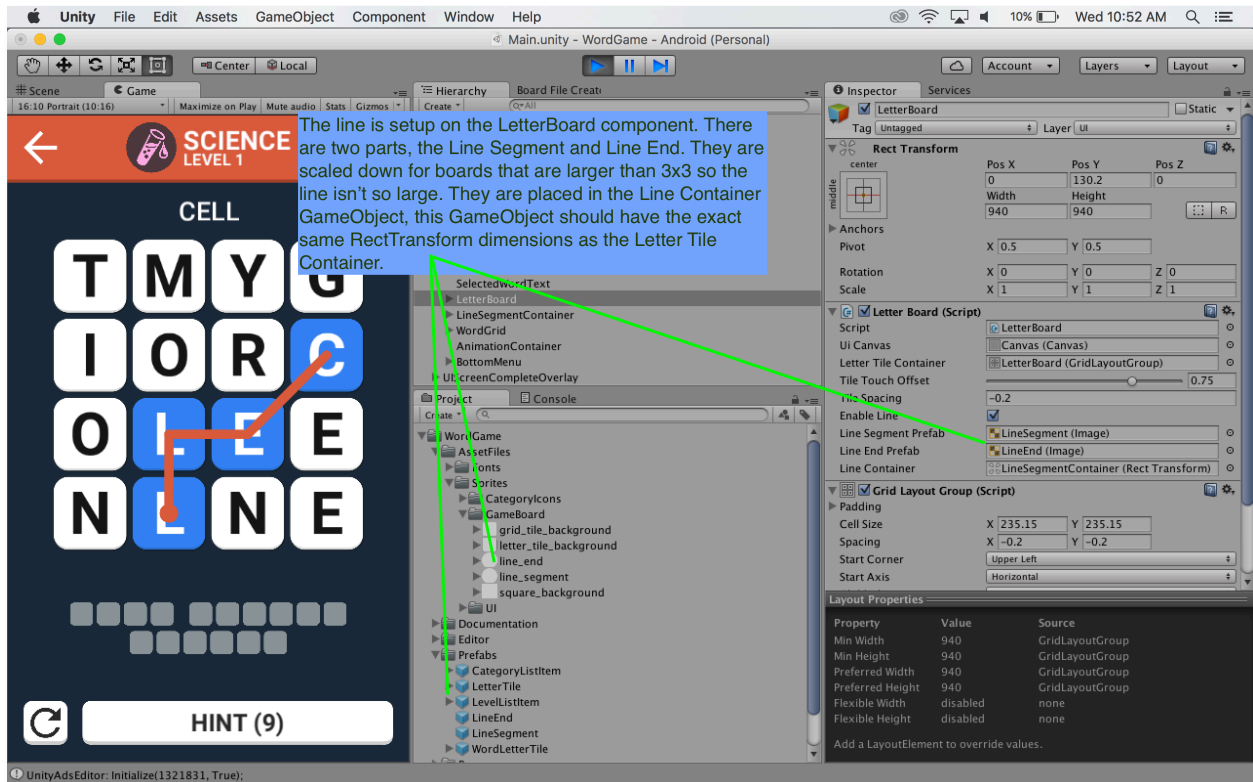 Unity File Edit Assets GameObject Component Window Help 10% Wed 10:52 AM
Main.unity - WordGame - Android (Personal)
Center Local Account Layers Layout
Scene Game
16:10 Portrait (10:16) Maximize on Play Mute audio Stats Gizmos
SCIENCE
LEVEL 1
CELL
T M Y G
I O R C
O L E E
N L N E
HINT (9)
The line is setup on the LetterBoard component. There
are two parts, the Line Segment and Line End. They are
scaled down for boards that are larger than 3x3 so the
line isn't so large. They are placed in the Line Container
GameObject, this GameObject should have the exact
same RectTransform dimensions as the Letter Tile
Container.
Hierarchy Board File Creati
Create All
SelectedWordText
LetterBoard
LineSegmentContainer
WordGrid
AnimationContainer
BottomMenu
UIScreenCompleteOverlay
Project Console
Create
WordGame
AssetFiles
Fonts
Sprites
CategoryIcons
GameBoard
grid_tile_background
letter_tile_background
line_end
line_segment
square_background
UI
Documentation
Editor
Prefabs
CategoryListItem
LetterTile
LevelListItem
LineEnd
LineSegment
WordLetterTile
Inspector Services
LetterBoard Static
Tag Untagged Layer UI
Rect Transform
center Pos X Pos Y Pos Z
middle 0 130.2 0
Width Height
940 940 R
Anchors
Pivot X 0.5 Y 0.5
Rotation X 0 Y 0 Z 0
Scale X 1 Y 1 Z 1
Letter Board (Script)
Script LetterBoard
Ui Canvas Canvas (Canvas)
Letter Tile Container LetterBoard (GridLayoutGroup)
Tile Touch Offset 0.75
Tile Spacing -0.2
Enable Line
Line Segment Prefab LineSegment (Image)
Line End Prefab LineEnd (Image)
Line Container LineSegmentContainer (Rect Transform)
Grid Layout Group (Script)
Padding
Cell Size X 235.15 Y 235.15
Spacing X -0.2 Y -0.2
Start Corner Upper Left
Start Axis Horizontal
Layout Properties
Property Value Source
Min Width 940 GridLayoutGroup
Min Height 940 GridLayoutGroup
Preferred Width 940 GridLayoutGroup
Preferred Height 940 GridLayoutGroup
Flexible Width disabled none
Flexible Height disabled none
Add a LayoutElement to override values.
UnityAdsEditor: Initialize(1321831, True);